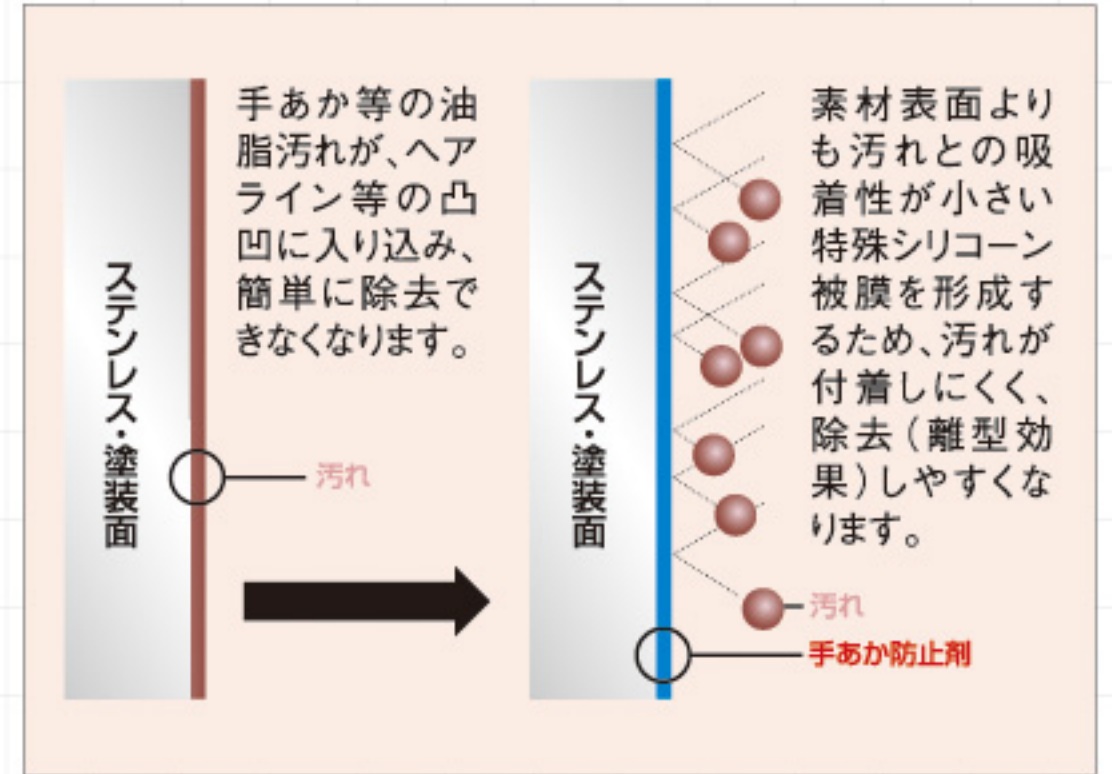 ステンレス・塗装面
手あか等の油
脂汚れが、ヘア
ライン等の凸
凹に入り込み、
簡単に除去で
きなくなります。
汚れ
ステンレス・塗装面
素材表面より
も汚れとの吸
着性が小さい
特殊シリコーン
被膜を形成す
るため、汚れが
付着しにくく、
除去（離型効
果）しやすくな
ります。
汚れ
手あか防止剤